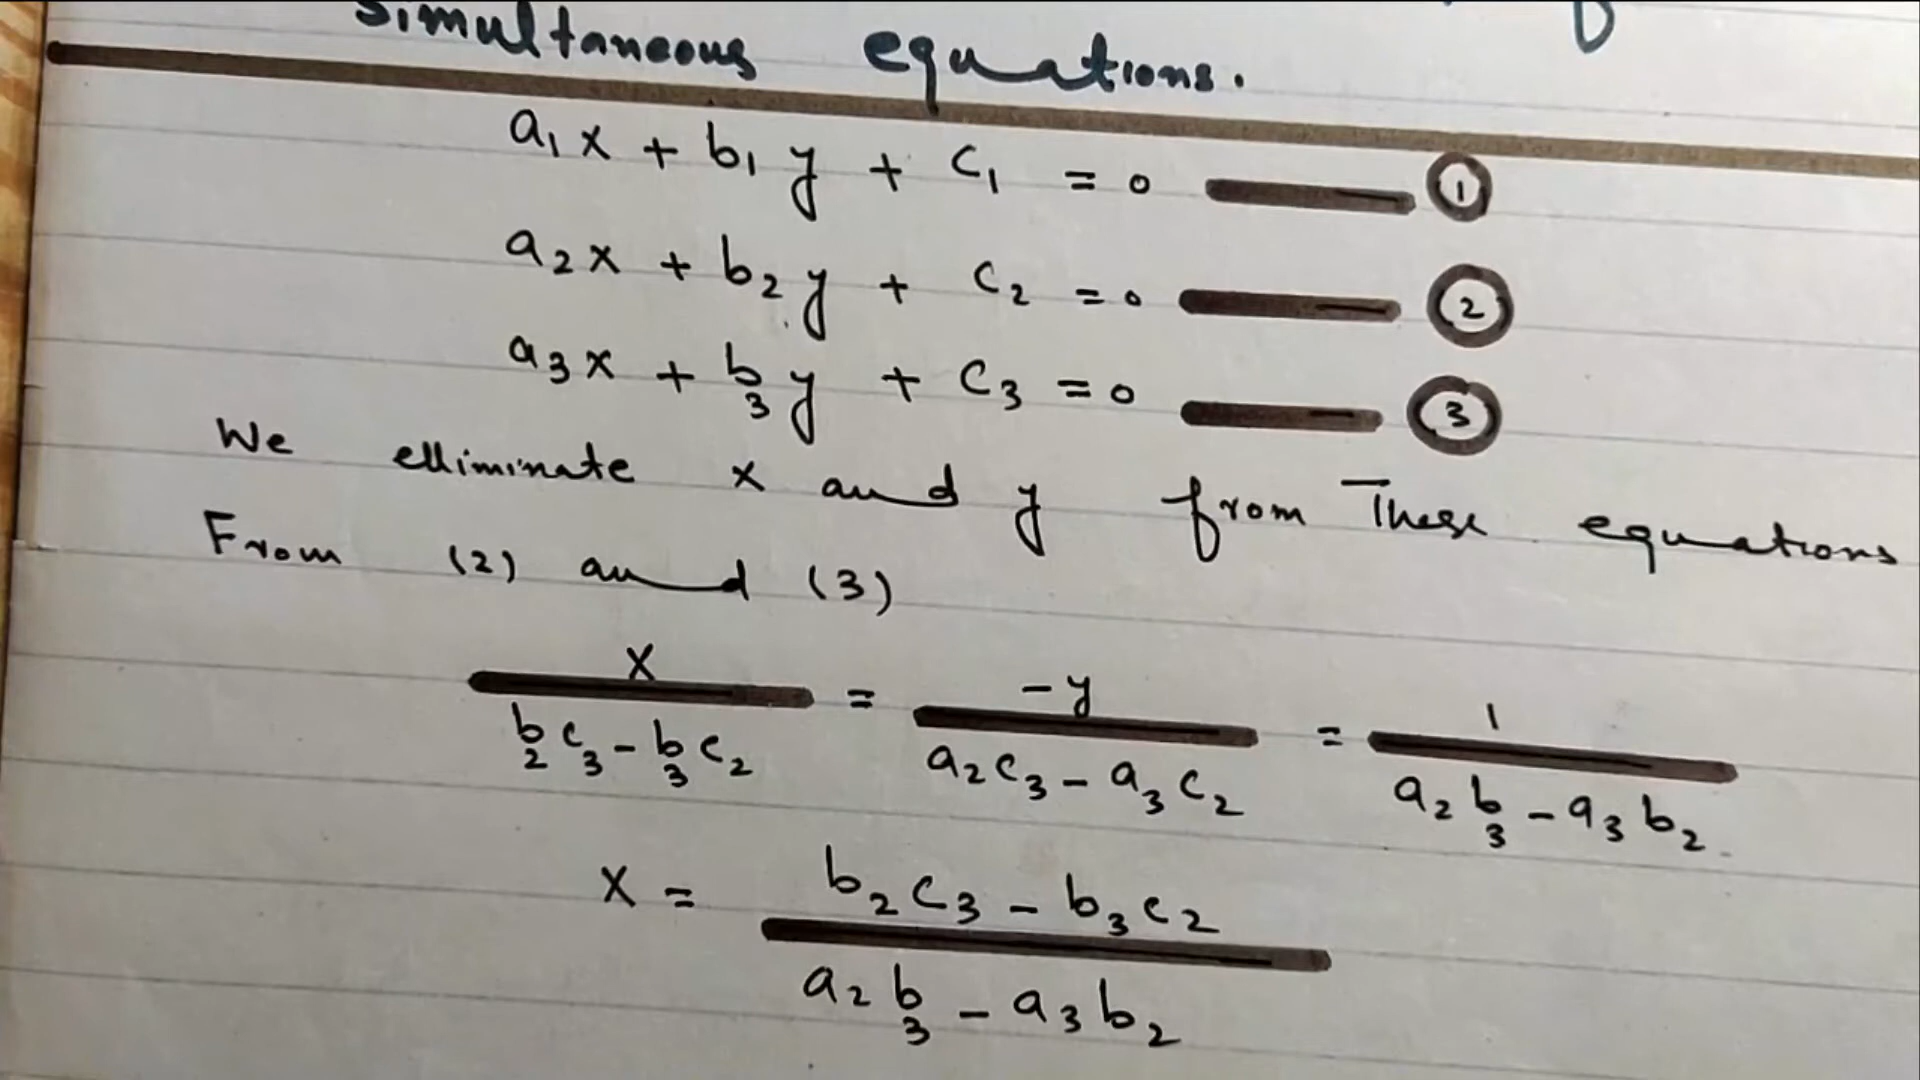 simultaneous equations.
a₁x + b₁y + c₁ = 0 —— ①
a₂x + b₂y + c₂ = 0 —— ②
a₃x + b₃y + c₃ = 0 —— ③
We elliminate x and y from These equations
From (2) and (3)
x / (b₂c₃ - b₃c₂) = -y / (a₂c₃ - a₃c₂) = 1 / (a₂b₃ - a₃b₂)
x = (b₂c₃ - b₃c₂) / (a₂b₃ - a₃b₂)